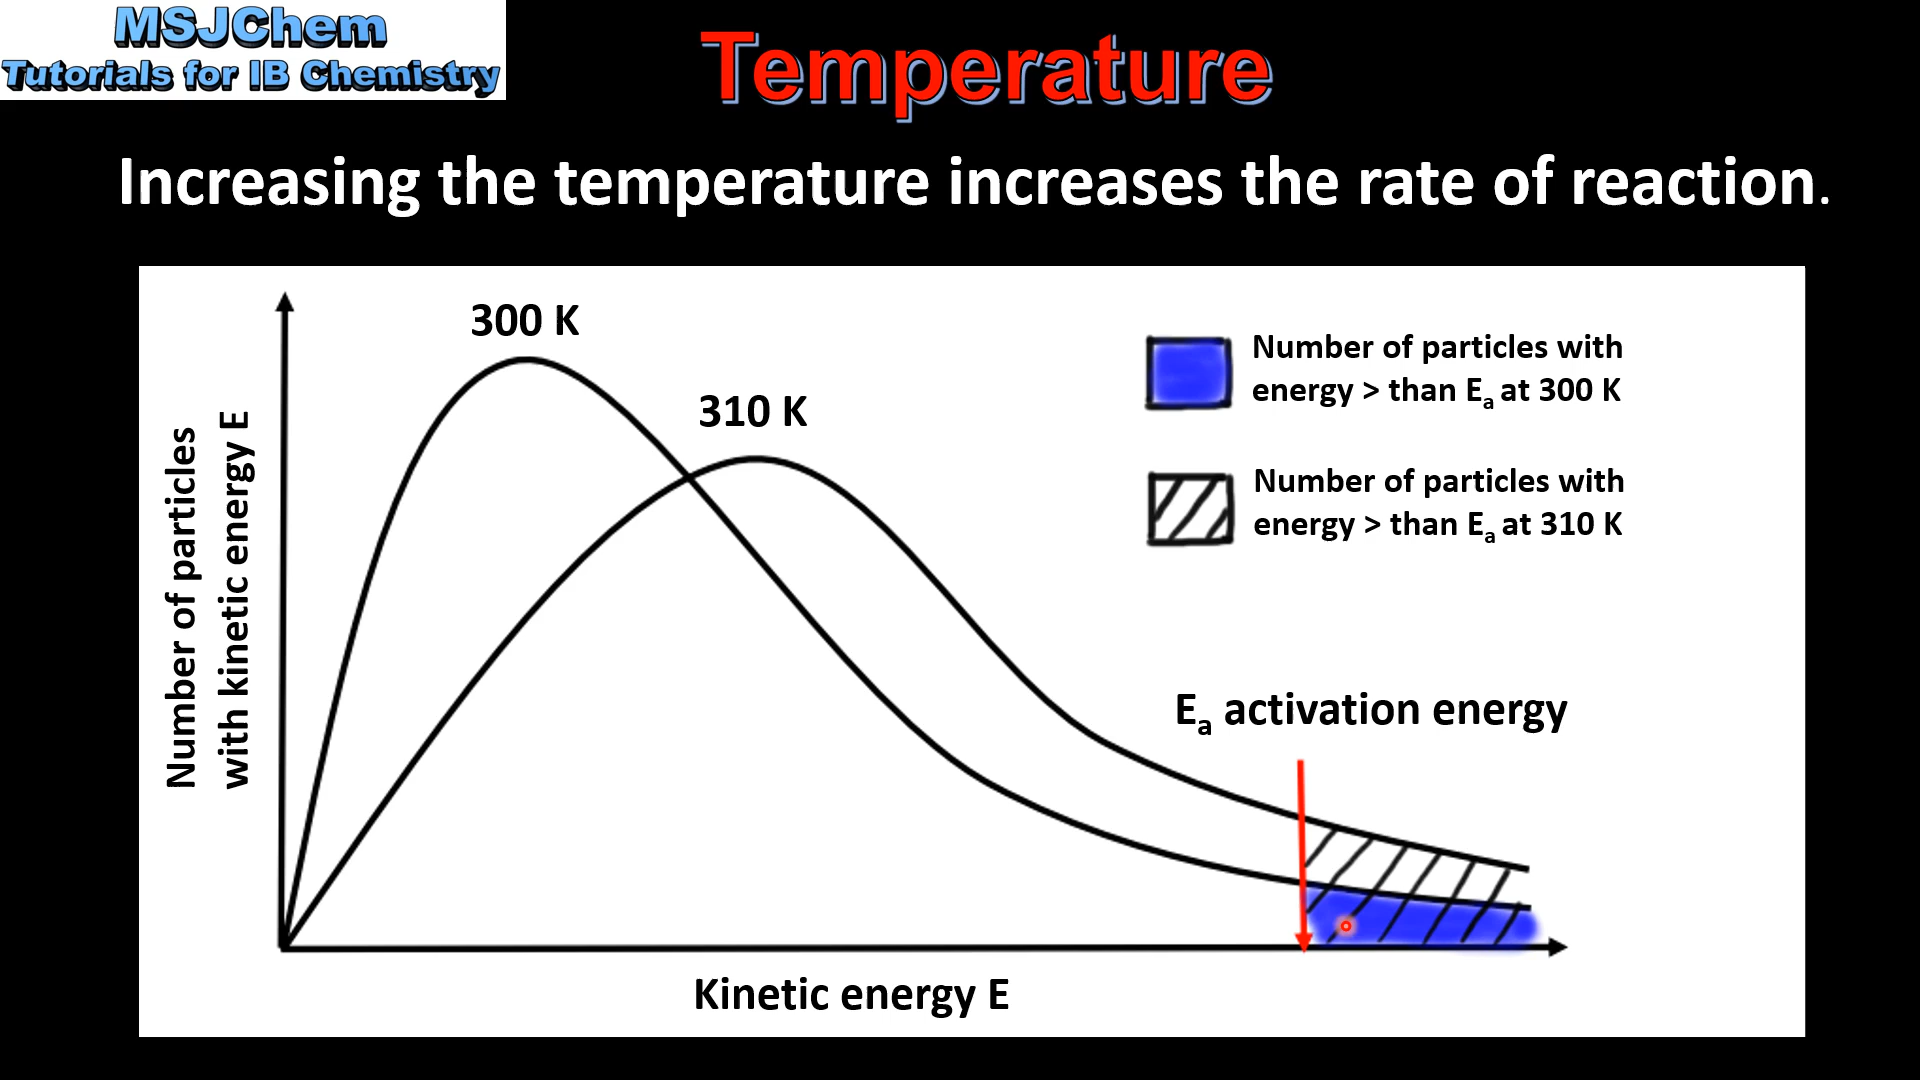 MSJChem
Tutorials for IB Chemistry
Temperature
Increasing the temperature increases the rate of reaction.
300 K
310 K
Number of particles
with kinetic energy E
Number of particles with
energy > than Ea at 300 K
Number of particles with
energy > than Ea at 310 K
Ea activation energy
Kinetic energy E